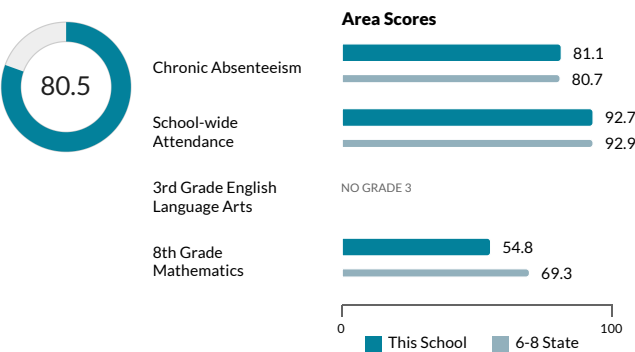 Area Scores
80.5
Chronic Absenteeism
81.1
80.7
School-wide
Attendance
92.7
92.9
3rd Grade English
Language Arts
NO GRADE 3
8th Grade
Mathematics
54.8
69.3
0
100
This School
6-8 State